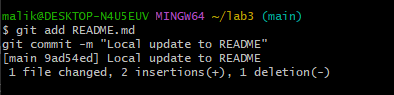 malik@DESKTOP-N4U5EUV MINGW64 ~/lab3 (main)
$ git add README.md
git commit -m "Local update to README"
[main 9ad54ed] Local update to README
 1 file changed, 2 insertions(+), 1 deletion(-)